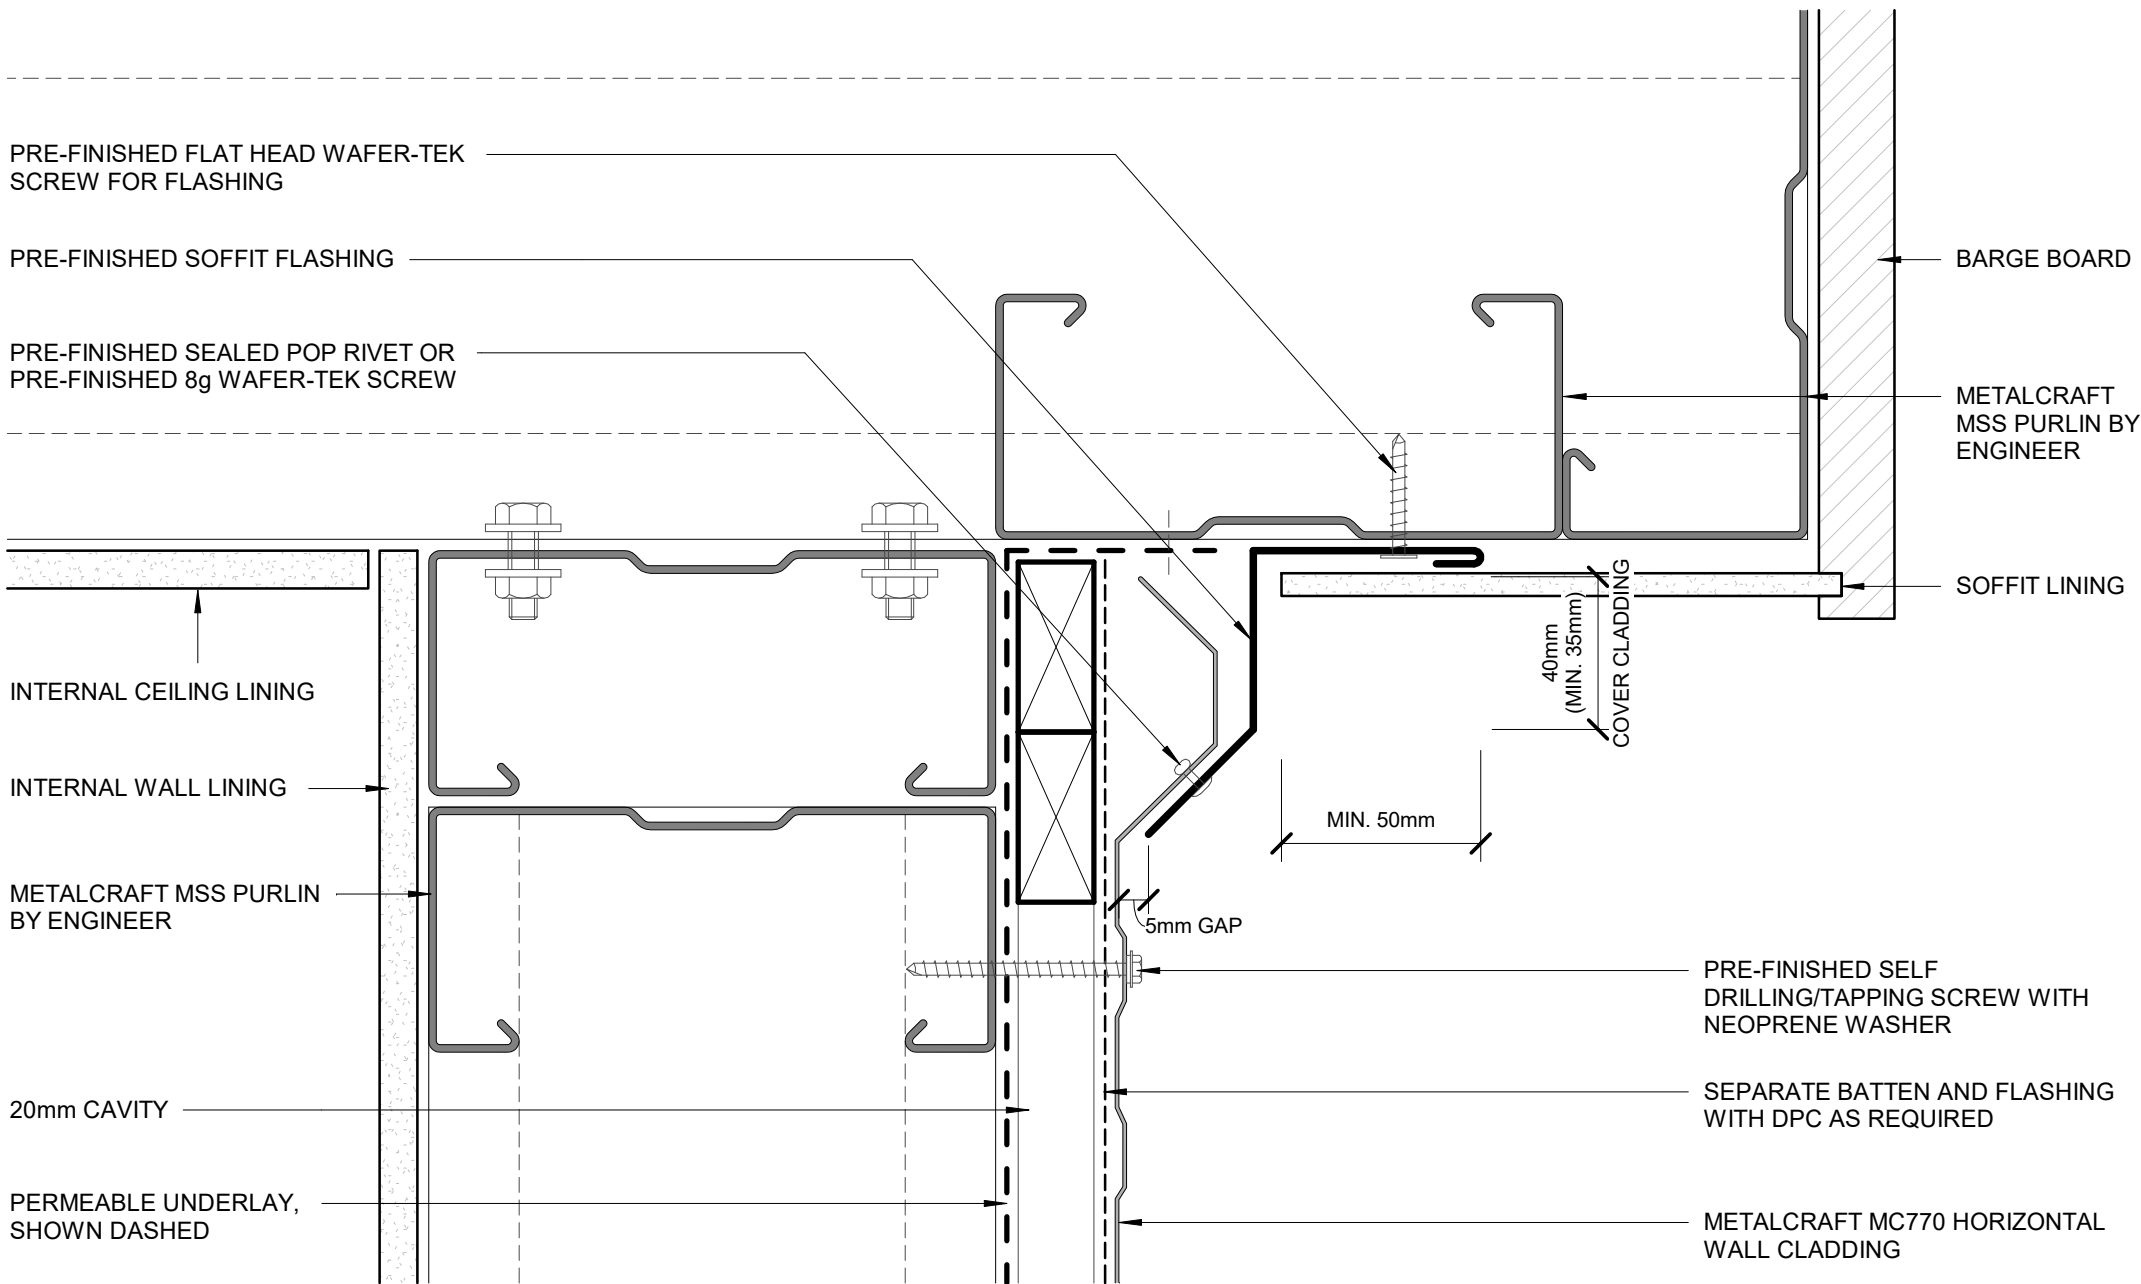 PRE-FINISHED FLAT HEAD WAFER-TEK
SCREW FOR FLASHING
PRE-FINISHED SOFFIT FLASHING
PRE-FINISHED SEALED POP RIVET OR
PRE-FINISHED 8g WAFER-TEK SCREW
INTERNAL CEILING LINING
INTERNAL WALL LINING
METALCRAFT MSS PURLIN
BY ENGINEER
20mm CAVITY
PERMEABLE UNDERLAY,
SHOWN DASHED
40mm
(MIN. 35mm)
COVER CLADDING
MIN. 50mm
5mm GAP
BARGE BOARD
METALCRAFT
MSS PURLIN BY
ENGINEER
SOFFIT LINING
PRE-FINISHED SELF
DRILLING/TAPPING SCREW WITH
NEOPRENE WASHER
SEPARATE BATTEN AND FLASHING
WITH DPC AS REQUIRED
METALCRAFT MC770 HORIZONTAL
WALL CLADDING